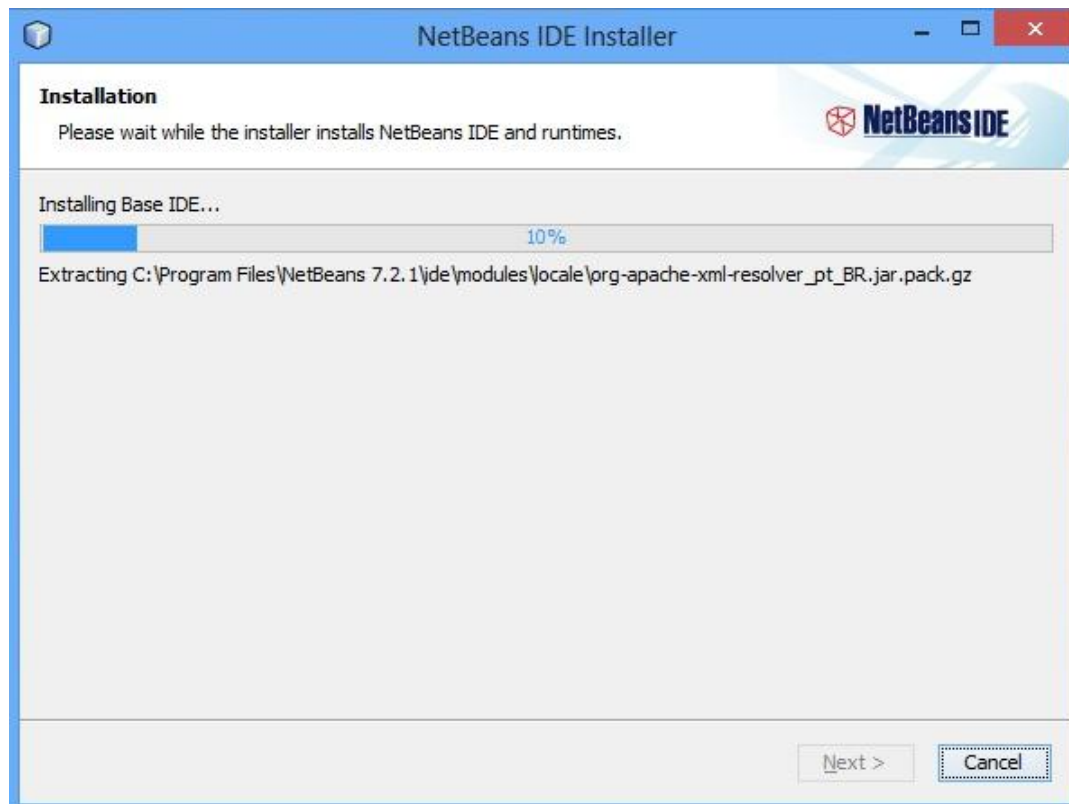 NetBeans IDE Installer
Installation
Please wait while the installer installs NetBeans IDE and runtimes.
NetBeans IDE
Installing Base IDE...
10%
Extracting C:\Program Files\NetBeans 7.2.1\ide\modules\locale\org-apache-xml-resolver_pt_BR.jar.pack.gz
Next >
Cancel